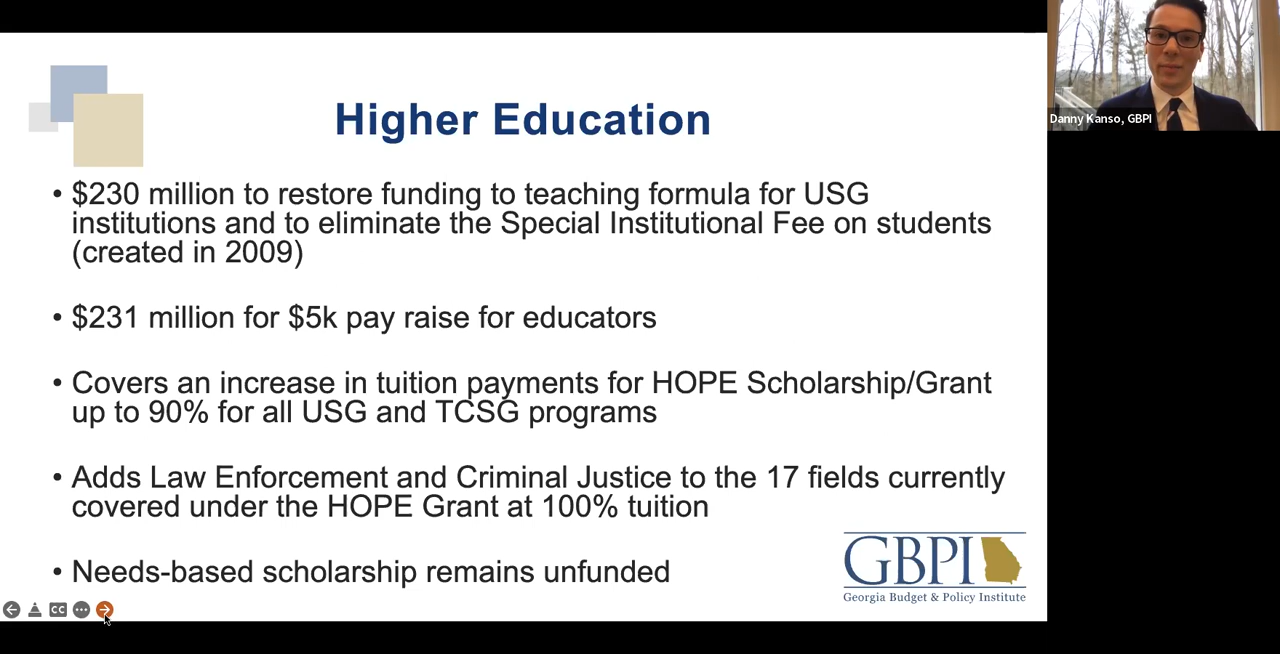 Higher Education
• $230 million to restore funding to teaching formula for USG
institutions and to eliminate the Special Institutional Fee on students
(created in 2009)
• $231 million for $5k pay raise for educators
• Covers an increase in tuition payments for HOPE Scholarship/Grant
up to 90% for all USG and TCSG programs
• Adds Law Enforcement and Criminal Justice to the 17 fields currently
covered under the HOPE Grant at 100% tuition
• Needs-based scholarship remains unfunded
GBPI
Georgia Budget & Policy Institute
CC
Danny Kanso, GBPI